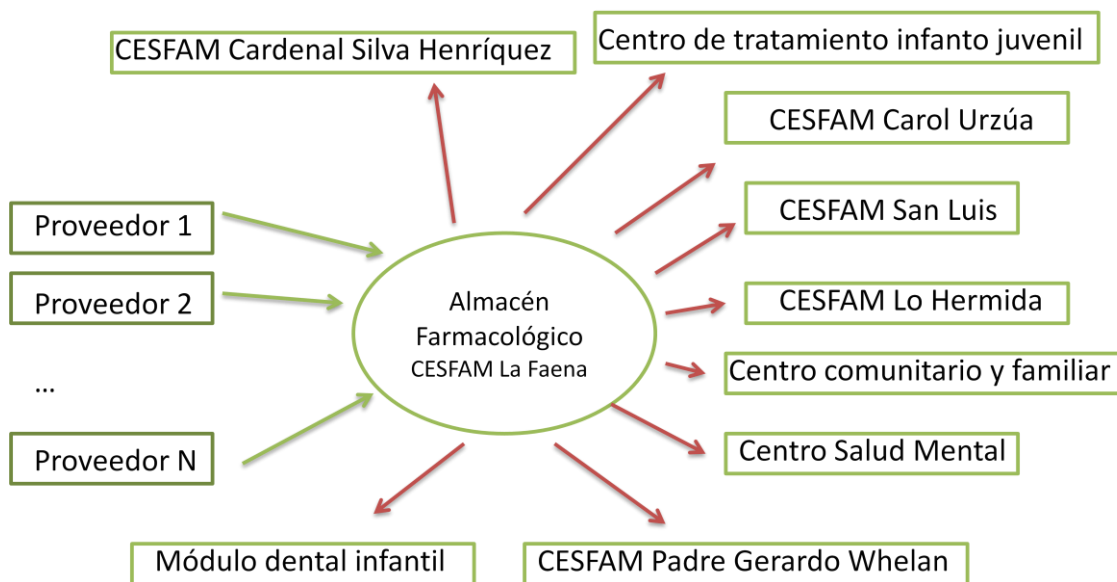 CESFAM Cardenal Silva Henríquez
Centro de tratamiento infanto juvenil
CESFAM Carol Urzúa
CESFAM San Luis
Proveedor 1
Proveedor 2
...
Proveedor N
Almacén
Farmacológico
CESFAM La Faena
CESFAM Lo Hermida
Centro comunitario y familiar
Centro Salud Mental
Módulo dental infantil
CESFAM Padre Gerardo Whelan